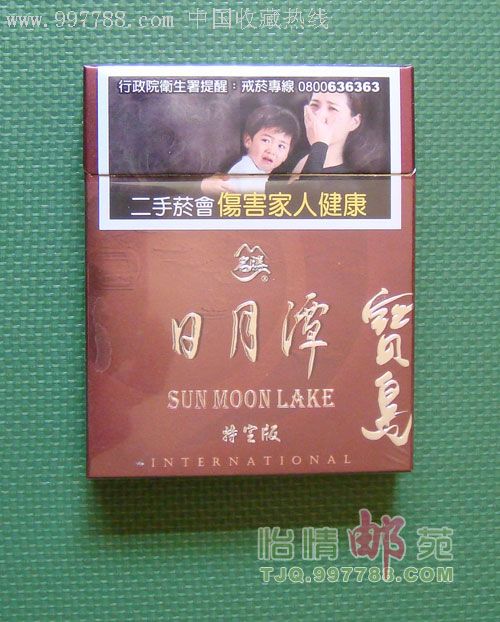 www.997788.com 中国收藏热线
行政院衛生署提醒：戒菸專線 0800636363
二手菸會傷害家人健康
日月潭
寶島
SUN MOON LAKE
特定版
INTERNATIONAL
怡情邮苑
TJQ.997788.COM